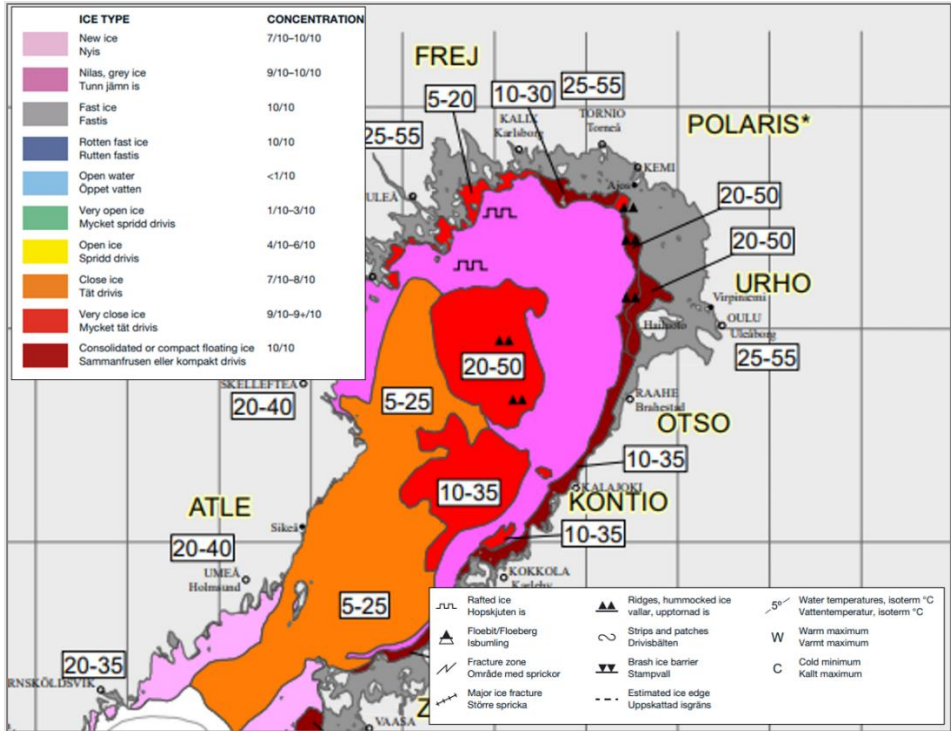 ICE TYPE CONCENTRATION
New ice 7/10–10/10
Nyis
Nilas, grey ice 9/10–10/10
Tunn jämn is
Fast ice 10/10
Fastis
Rotten fast ice 10/10
Rutten fastis
Open water <1/10
Öppet vatten
Very open ice 1/10–3/10
Mycket spridd drivis
Open ice 4/10–6/10
Spridd drivis
Close ice 7/10–8/10
Tät drivis
Very close ice 9/10–9+/10
Mycket tät drivis
Consolidated or compact floating ice 10/10
Sammanfrusen eller kompakt drivis
FREJ
25-55
5-20
10-30
TORNIO
Torneå
KALIX
Karlsborg
POLARIS*
25-55
KEMI
Ajos
ULEÅ
20-50
20-50
URHO
Virpiniemi
OULU
Uleåborg
Hailuoto
25-55
20-50
SKELLEFTEÅ
20-40
5-25
RAAHE
Brahestad
OTSO
10-35
10-35
KALAJOKI
KONTIO
ATLE
Sikeå
10-35
20-40
UMEÅ
Holmsund
KOKKOLA
Karleby
5-25
20-35
RNSKÖLDSVIK
VAASA
Rafted ice
Hopskjuten is
Floebit/Floeberg
Isbumling
Fracture zone
Område med sprickor
Major ice fracture
Större spricka
Ridges, hummocked ice
vallar, upptornad is
Strips and patches
Drivisbälten
Brash ice barrier
Stampvall
Estimated ice edge
Uppskattad isgräns
5° Water temperatures, isoterm °C
Vattentemperatur, isoterm °C
W Warm maximum
Varmt maximum
C Cold minimum
Kallt maximum